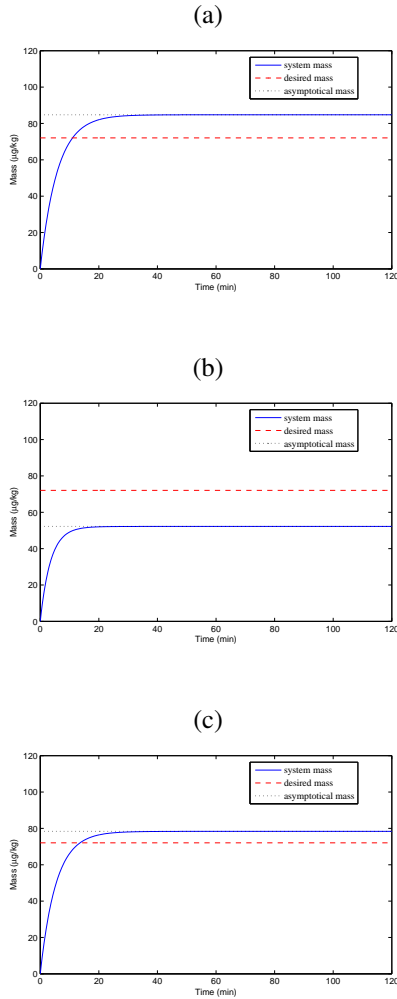 (a)
120
100
80
60
40
20
0
Mass (µg/kg)
system mass
desired mass
asymptotical mass
0 20 40 60 80 100 120
Time (min)
(b)
120
100
80
60
40
20
0
Mass (µg/kg)
system mass
desired mass
asymptotical mass
0 20 40 60 80 100 120
Time (min)
(c)
120
100
80
60
40
20
0
Mass (µg/kg)
system mass
desired mass
asymptotical mass
0 20 40 60 80 100 120
Time (min)